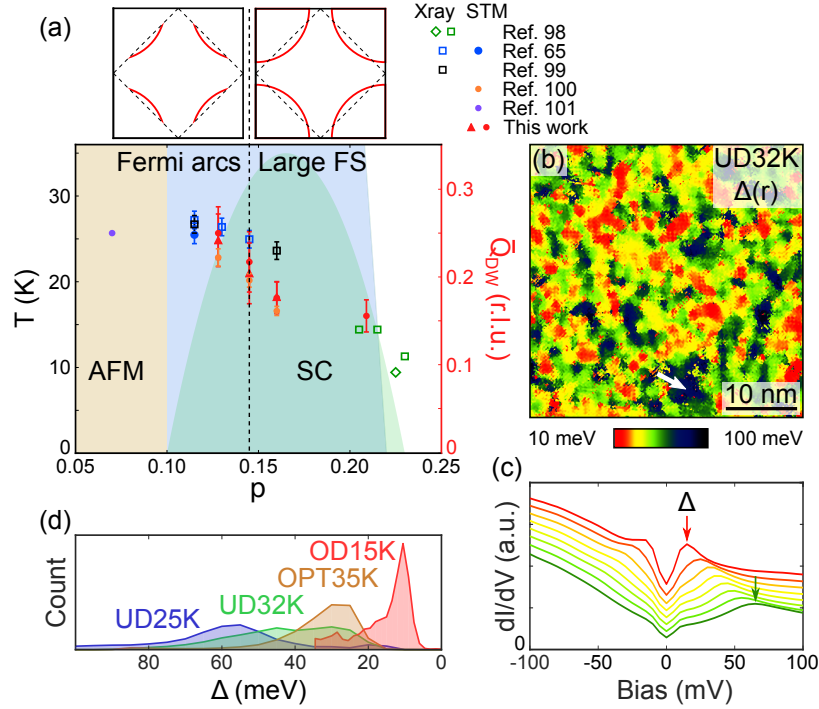 (a)
Xray STM
Ref. 98
Ref. 65
Ref. 99
Ref. 100
Ref. 101
This work
Fermi arcs
Large FS
AFM
SC
T (K)
30
20
10
0
0.05
0.10
0.15
0.20
0.25
p
0.3
0.2
0.1
0
Q̅DW (r.l.u.)
(b)
UD32K
Δ(r)
10 nm
10 meV
100 meV
(c)
Δ
dI/dV (a.u.)
0
-100
-50
0
50
100
Bias (mV)
(d)
Count
UD25K
UD32K
OPT35K
OD15K
80
60
40
20
0
Δ (meV)